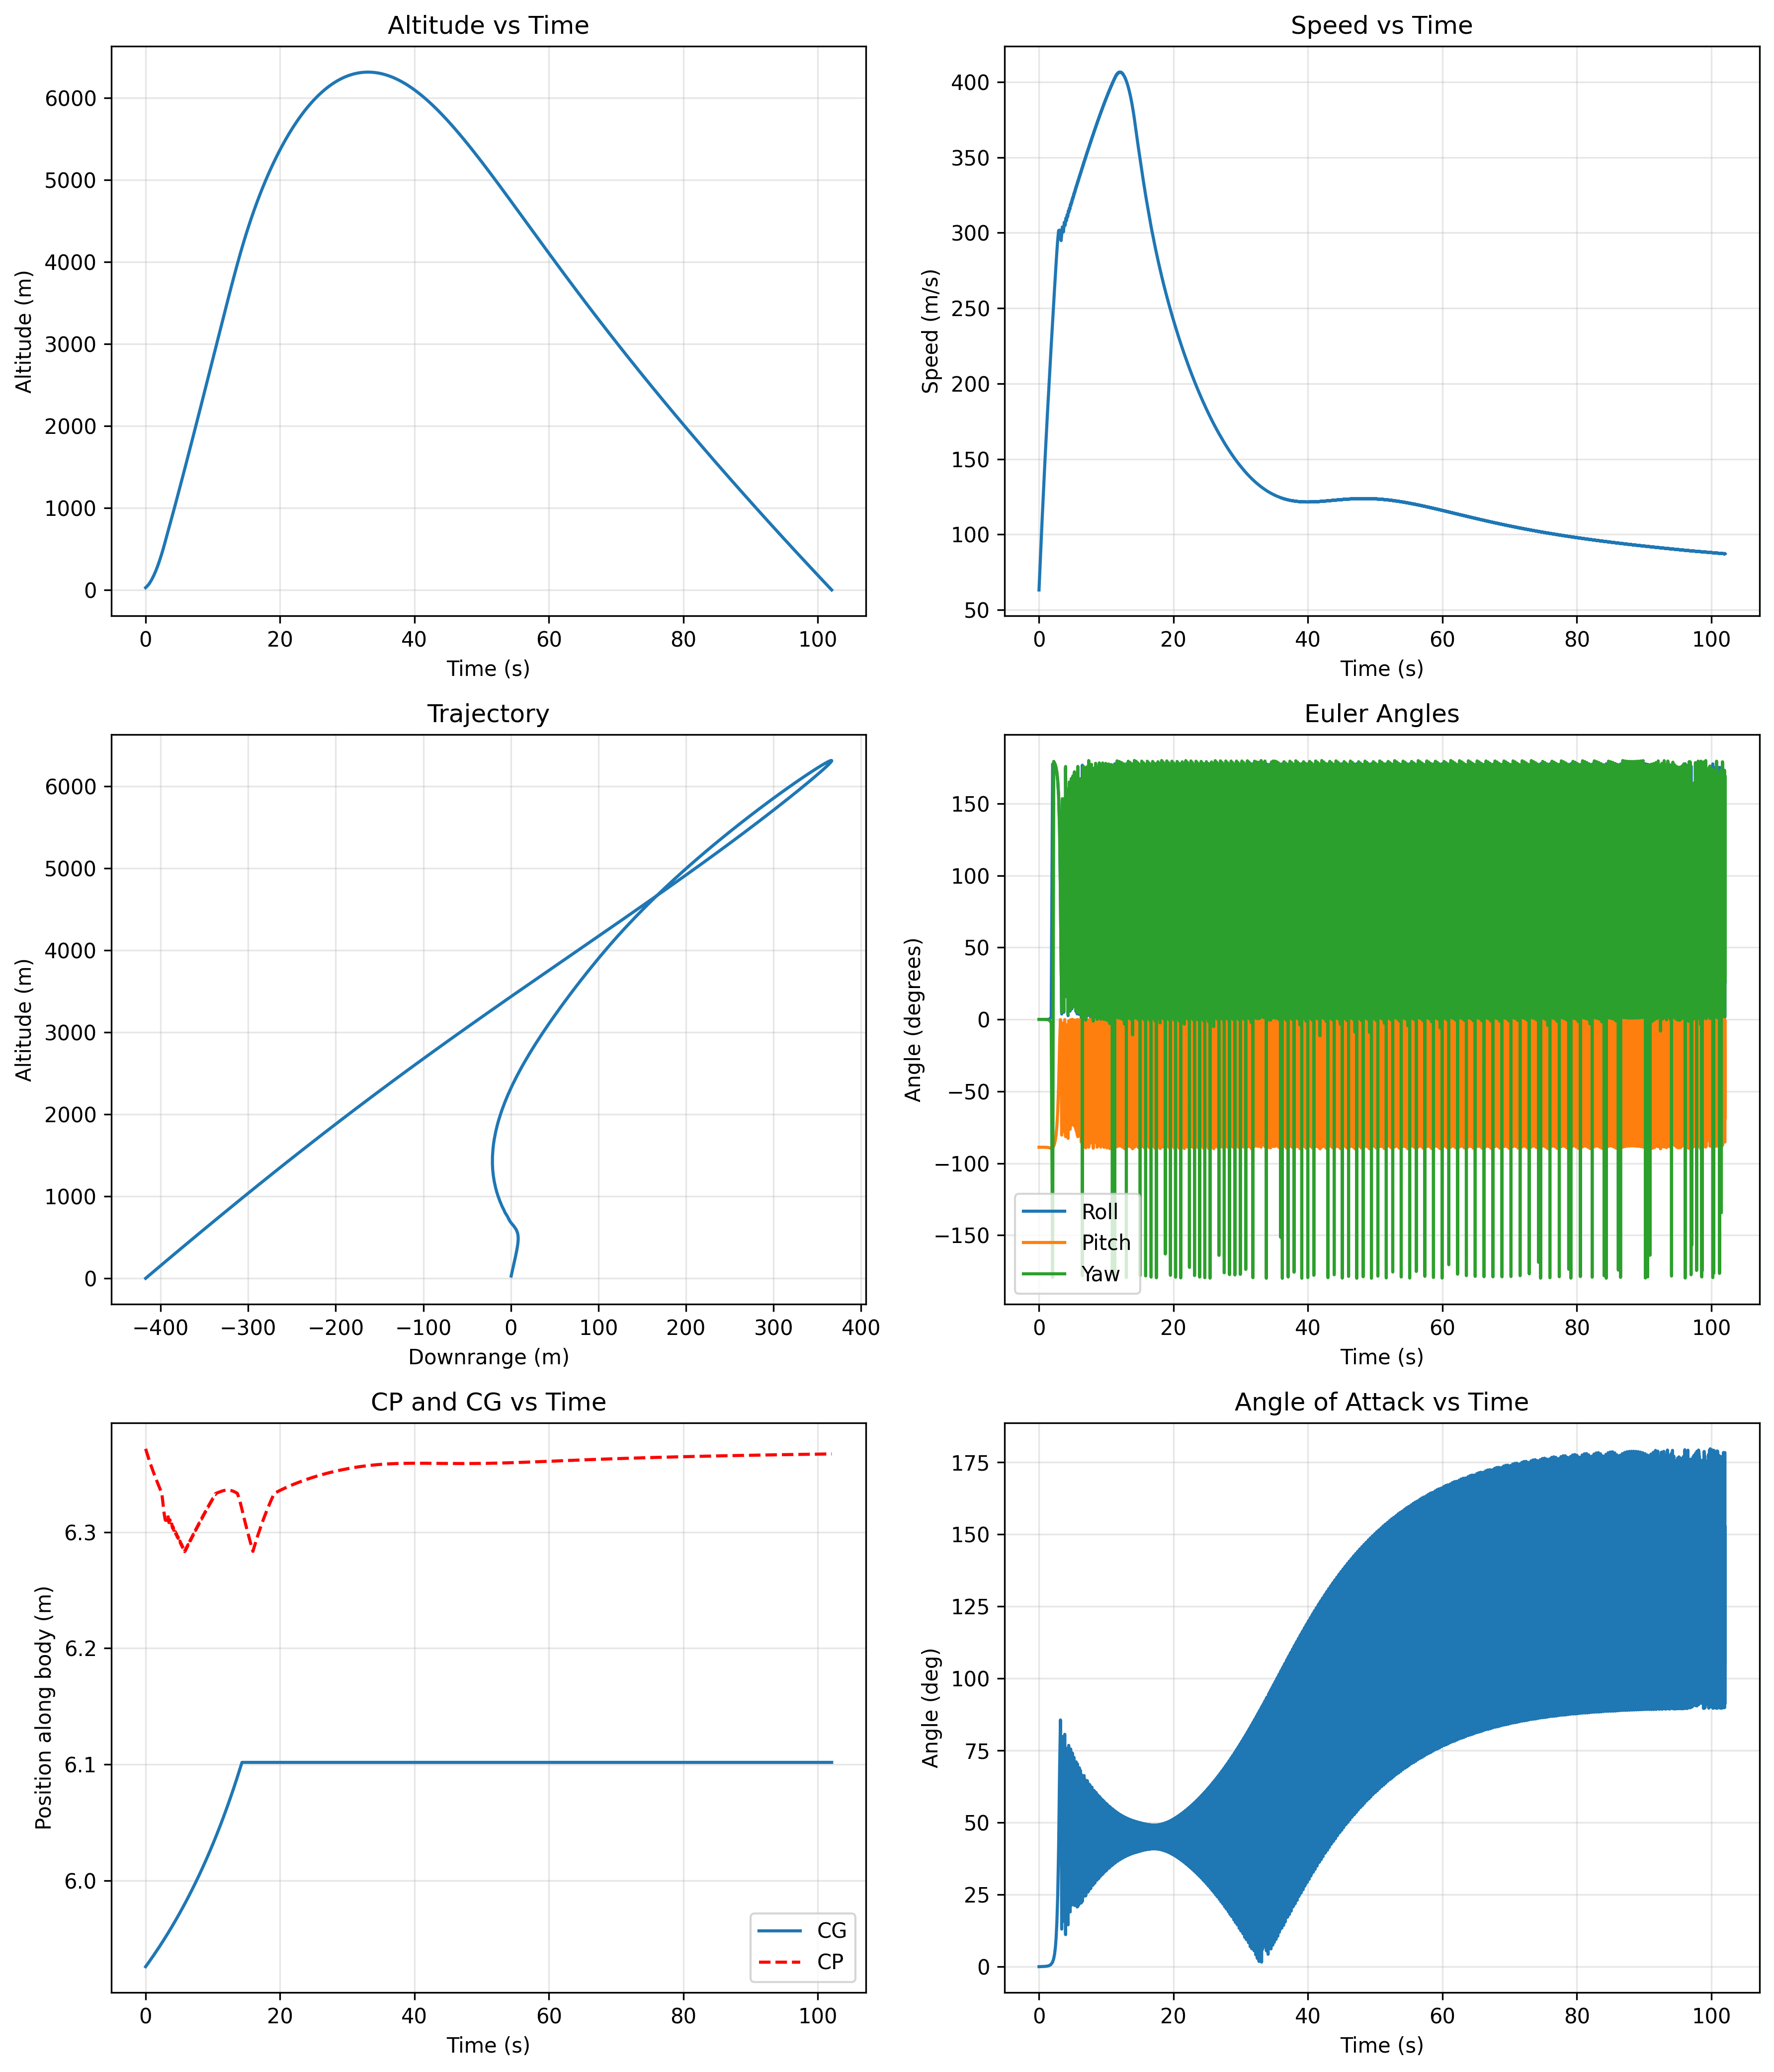 Altitude vs Time
Altitude (m)
6000
5000
4000
3000
2000
1000
0
0 20 40 60 80 100
Time (s)
Speed vs Time
Speed (m/s)
400
350
300
250
200
150
100
50
0 20 40 60 80 100
Time (s)
Trajectory
Altitude (m)
6000
5000
4000
3000
2000
1000
0
−400 −300 −200 −100 0 100 200 300 400
Downrange (m)
Euler Angles
Angle (degrees)
150
100
50
0
−50
−100
−150
Roll
Pitch
Yaw
0 20 40 60 80 100
Time (s)
CP and CG vs Time
Position along body (m)
6.3
6.2
6.1
6.0
CG
CP
0 20 40 60 80 100
Time (s)
Angle of Attack vs Time
Angle (deg)
175
150
125
100
75
50
25
0
0 20 40 60 80 100
Time (s)